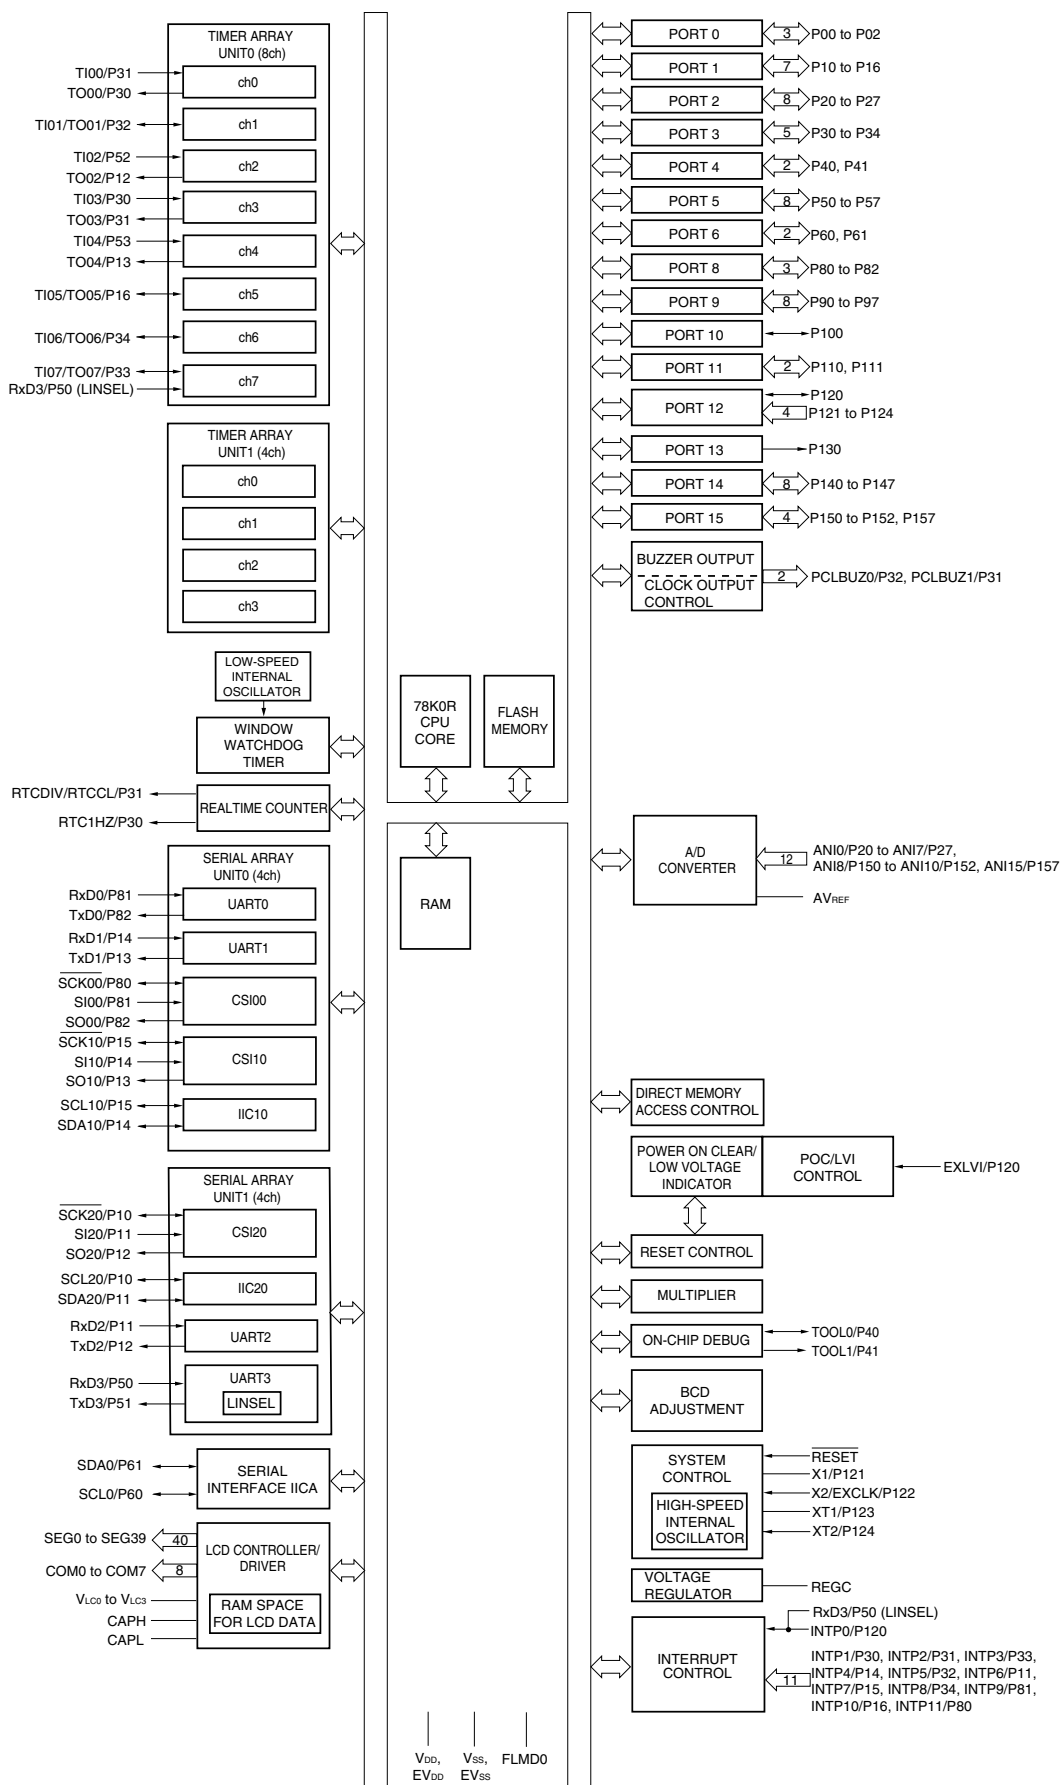 TIMER ARRAY
UNIT0 (8ch)
TI00/P31
TO00/P30
ch0
TI01/TO01/P32
ch1
TI02/P52
TO02/P12
ch2
TI03/P30
TO03/P31
ch3
TI04/P53
TO04/P13
ch4
TI05/TO05/P16
ch5
TI06/TO06/P34
ch6
TI07/TO07/P33
RxD3/P50 (LINSEL)
ch7
TIMER ARRAY
UNIT1 (4ch)
ch0
ch1
ch2
ch3
LOW-SPEED
INTERNAL
OSCILLATOR
WINDOW
WATCHDOG
TIMER
RTCDIV/RTCCL/P31
RTC1HZ/P30
REALTIME COUNTER
SERIAL ARRAY
UNIT0 (4ch)
RxD0/P81
TxD0/P82
UART0
RxD1/P14
TxD1/P13
UART1
SCK00/P80
SI00/P81
SO00/P82
CSI00
SCK10/P15
SI10/P14
SO10/P13
CSI10
SCL10/P15
SDA10/P14
IIC10
SERIAL ARRAY
UNIT1 (4ch)
SCK20/P10
SI20/P11
SO20/P12
CSI20
SCL20/P10
SDA20/P11
IIC20
RxD2/P11
TxD2/P12
UART2
RxD3/P50
TxD3/P51
UART3
LINSEL
SDA0/P61
SCL0/P60
SERIAL
INTERFACE IICA
SEG0 to SEG39
40
COM0 to COM7
8
VLC0 to VLC3
CAPH
CAPL
LCD CONTROLLER/
DRIVER
RAM SPACE
FOR LCD DATA
78K0R
CPU
CORE
FLASH
MEMORY
RAM
VDD,
EVDD
VSS,
EVSS
FLMD0
PORT 0
3
P00 to P02
PORT 1
7
P10 to P16
PORT 2
8
P20 to P27
PORT 3
5
P30 to P34
PORT 4
2
P40, P41
PORT 5
8
P50 to P57
PORT 6
2
P60, P61
PORT 8
3
P80 to P82
PORT 9
8
P90 to P97
PORT 10
P100
PORT 11
2
P110, P111
PORT 12
P120
4
P121 to P124
PORT 13
P130
PORT 14
8
P140 to P147
PORT 15
4
P150 to P152, P157
BUZZER OUTPUT
CLOCK OUTPUT
CONTROL
2
PCLBUZ0/P32, PCLBUZ1/P31
A/D
CONVERTER
12
ANI0/P20 to ANI7/P27,
ANI8/P150 to ANI10/P152, ANI15/P157
AVREF
DIRECT MEMORY
ACCESS CONTROL
POWER ON CLEAR/
LOW VOLTAGE
INDICATOR
POC/LVI
CONTROL
EXLVI/P120
RESET CONTROL
MULTIPLIER
ON-CHIP DEBUG
TOOL0/P40
TOOL1/P41
BCD
ADJUSTMENT
SYSTEM
CONTROL
HIGH-SPEED
INTERNAL
OSCILLATOR
RESET
X1/P121
X2/EXCLK/P122
XT1/P123
XT2/P124
VOLTAGE
REGULATOR
REGC
INTERRUPT
CONTROL
RxD3/P50 (LINSEL)
INTP0/P120
11
INTP1/P30, INTP2/P31, INTP3/P33,
INTP4/P14, INTP5/P32, INTP6/P11,
INTP7/P15, INTP8/P34, INTP9/P81,
INTP10/P16, INTP11/P80